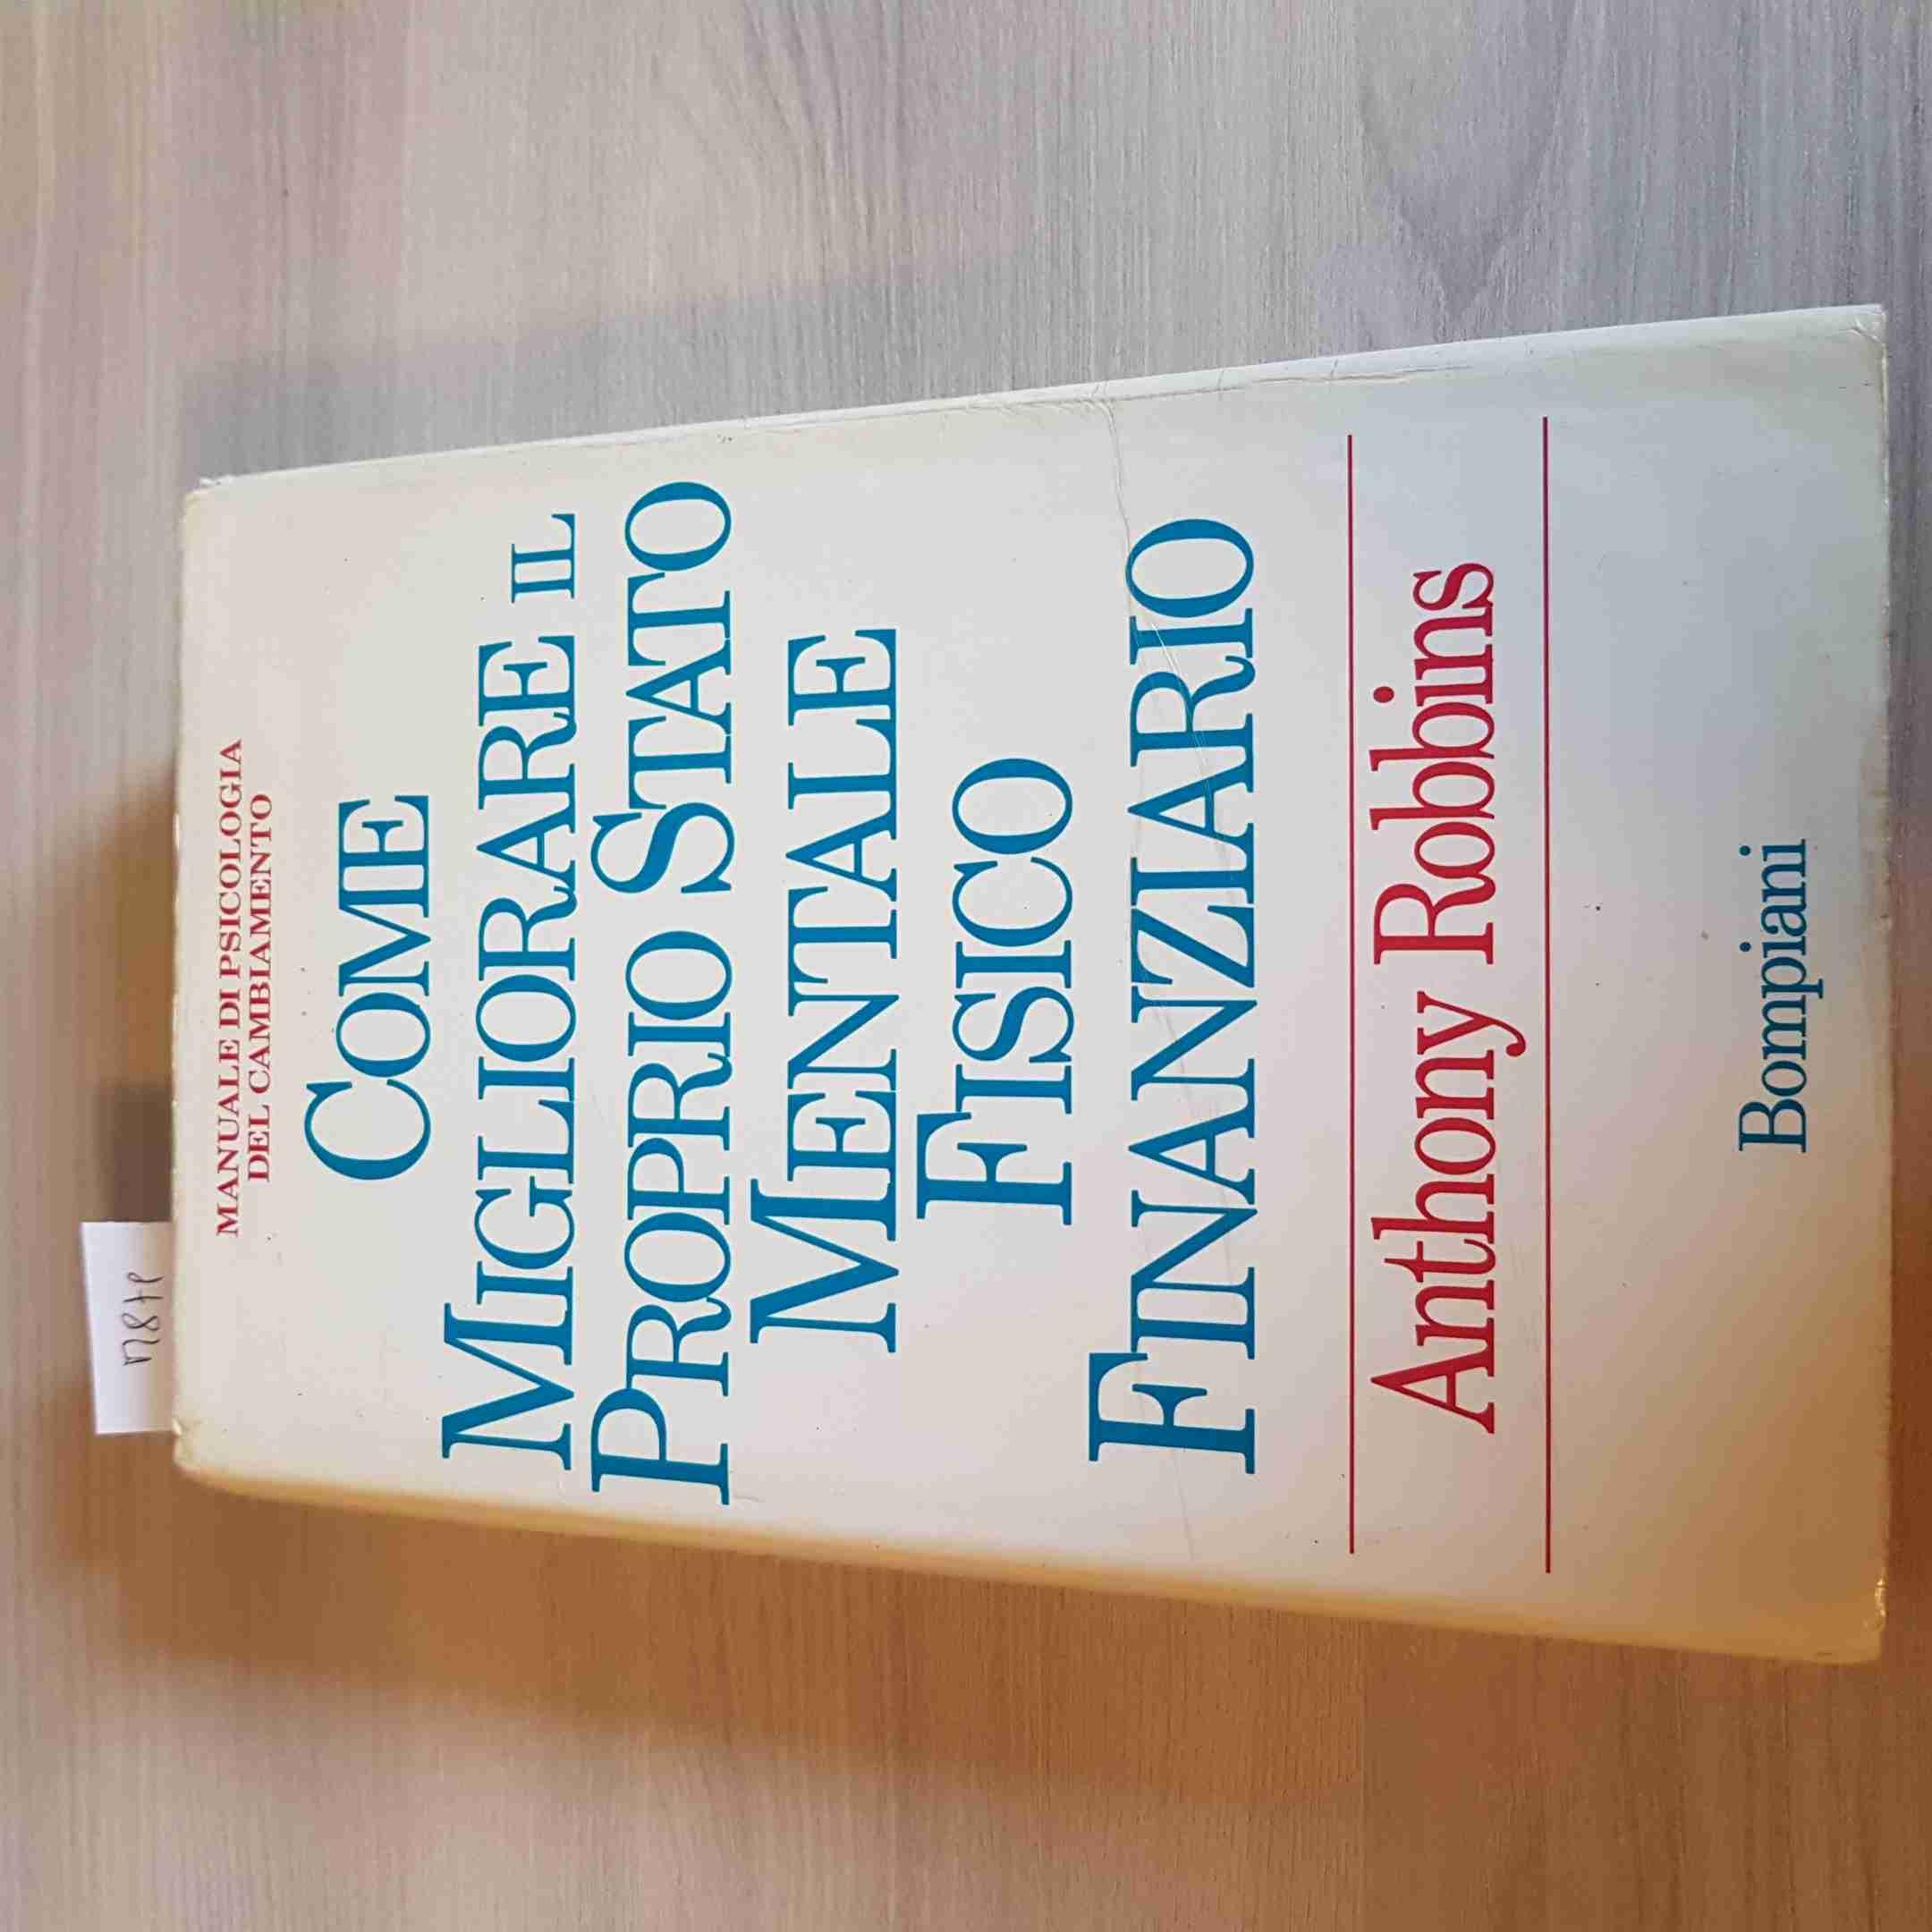 MANUALE DI PSICOLOGIA
DEL CAMBIAMENTO
COME
MIGLIORARE IL
PROPRIO STATO
MENTALE
FISICO
FINANZIARIO
Anthony Robbins
Bompiani